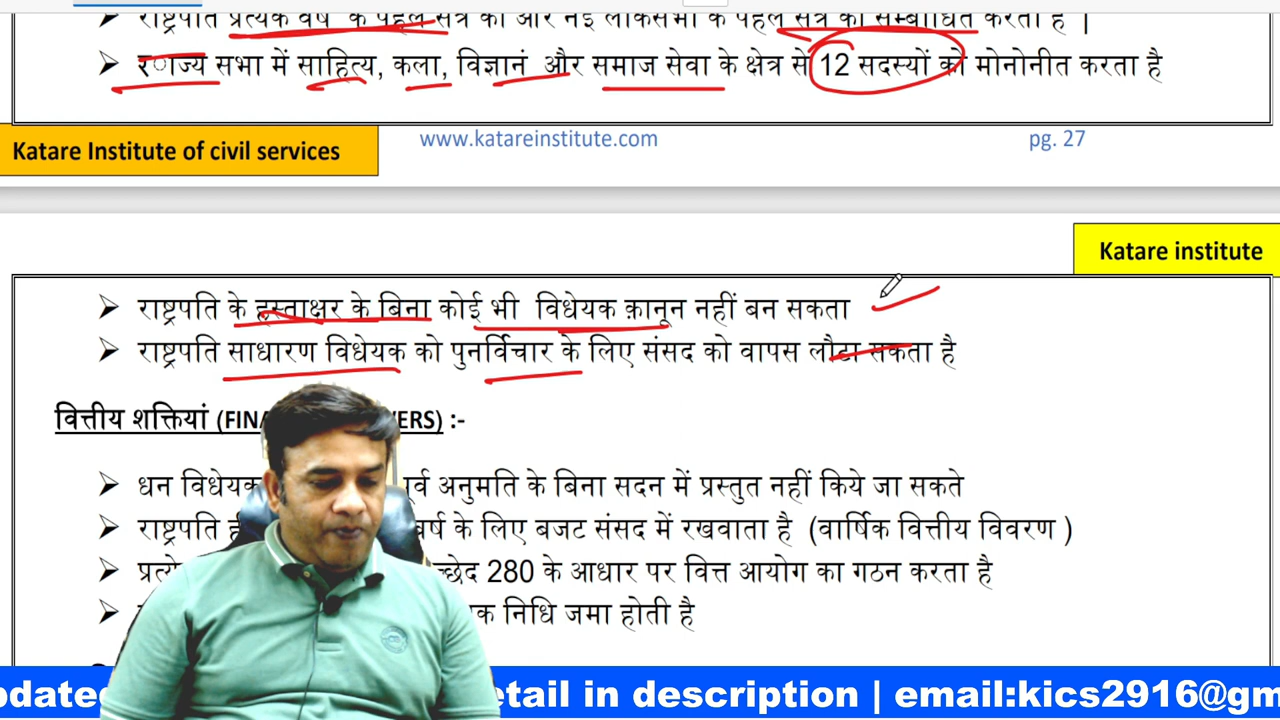 राष्ट्रपति प्रत्येक वर्ष के पहले सत्र को और नई लोकसभा के पहले सत्र को सम्बोधित करता है |
➢ राज्य सभा में साहित्य, कला, विज्ञानं और समाज सेवा के क्षेत्र से 12 सदस्यों को मोनोनीत करता है
Katare Institute of civil services www.katareinstitute.com pg. 27
Katare institute
➢ राष्ट्रपति के हस्ताक्षर के बिना कोई भी विधेयक क़ानून नहीं बन सकता
➢ राष्ट्रपति साधारण विधेयक को पुनर्विचार के लिए संसद को वापस लौटा सकता है
वित्तीय शक्तियां (FINA ERS) :-
➢ धन विधेयक अनुमति के बिना सदन में प्रस्तुत नहीं किये जा सकते
➢ राष्ट्रपति वर्ष के लिए बजट संसद में रखवाता है (वार्षिक वित्तीय विवरण )
➢ 280 के आधार पर वित्त आयोग का गठन करता है
➢ निधि जमा होती है
pdated etail in description | email:kics2916@gm